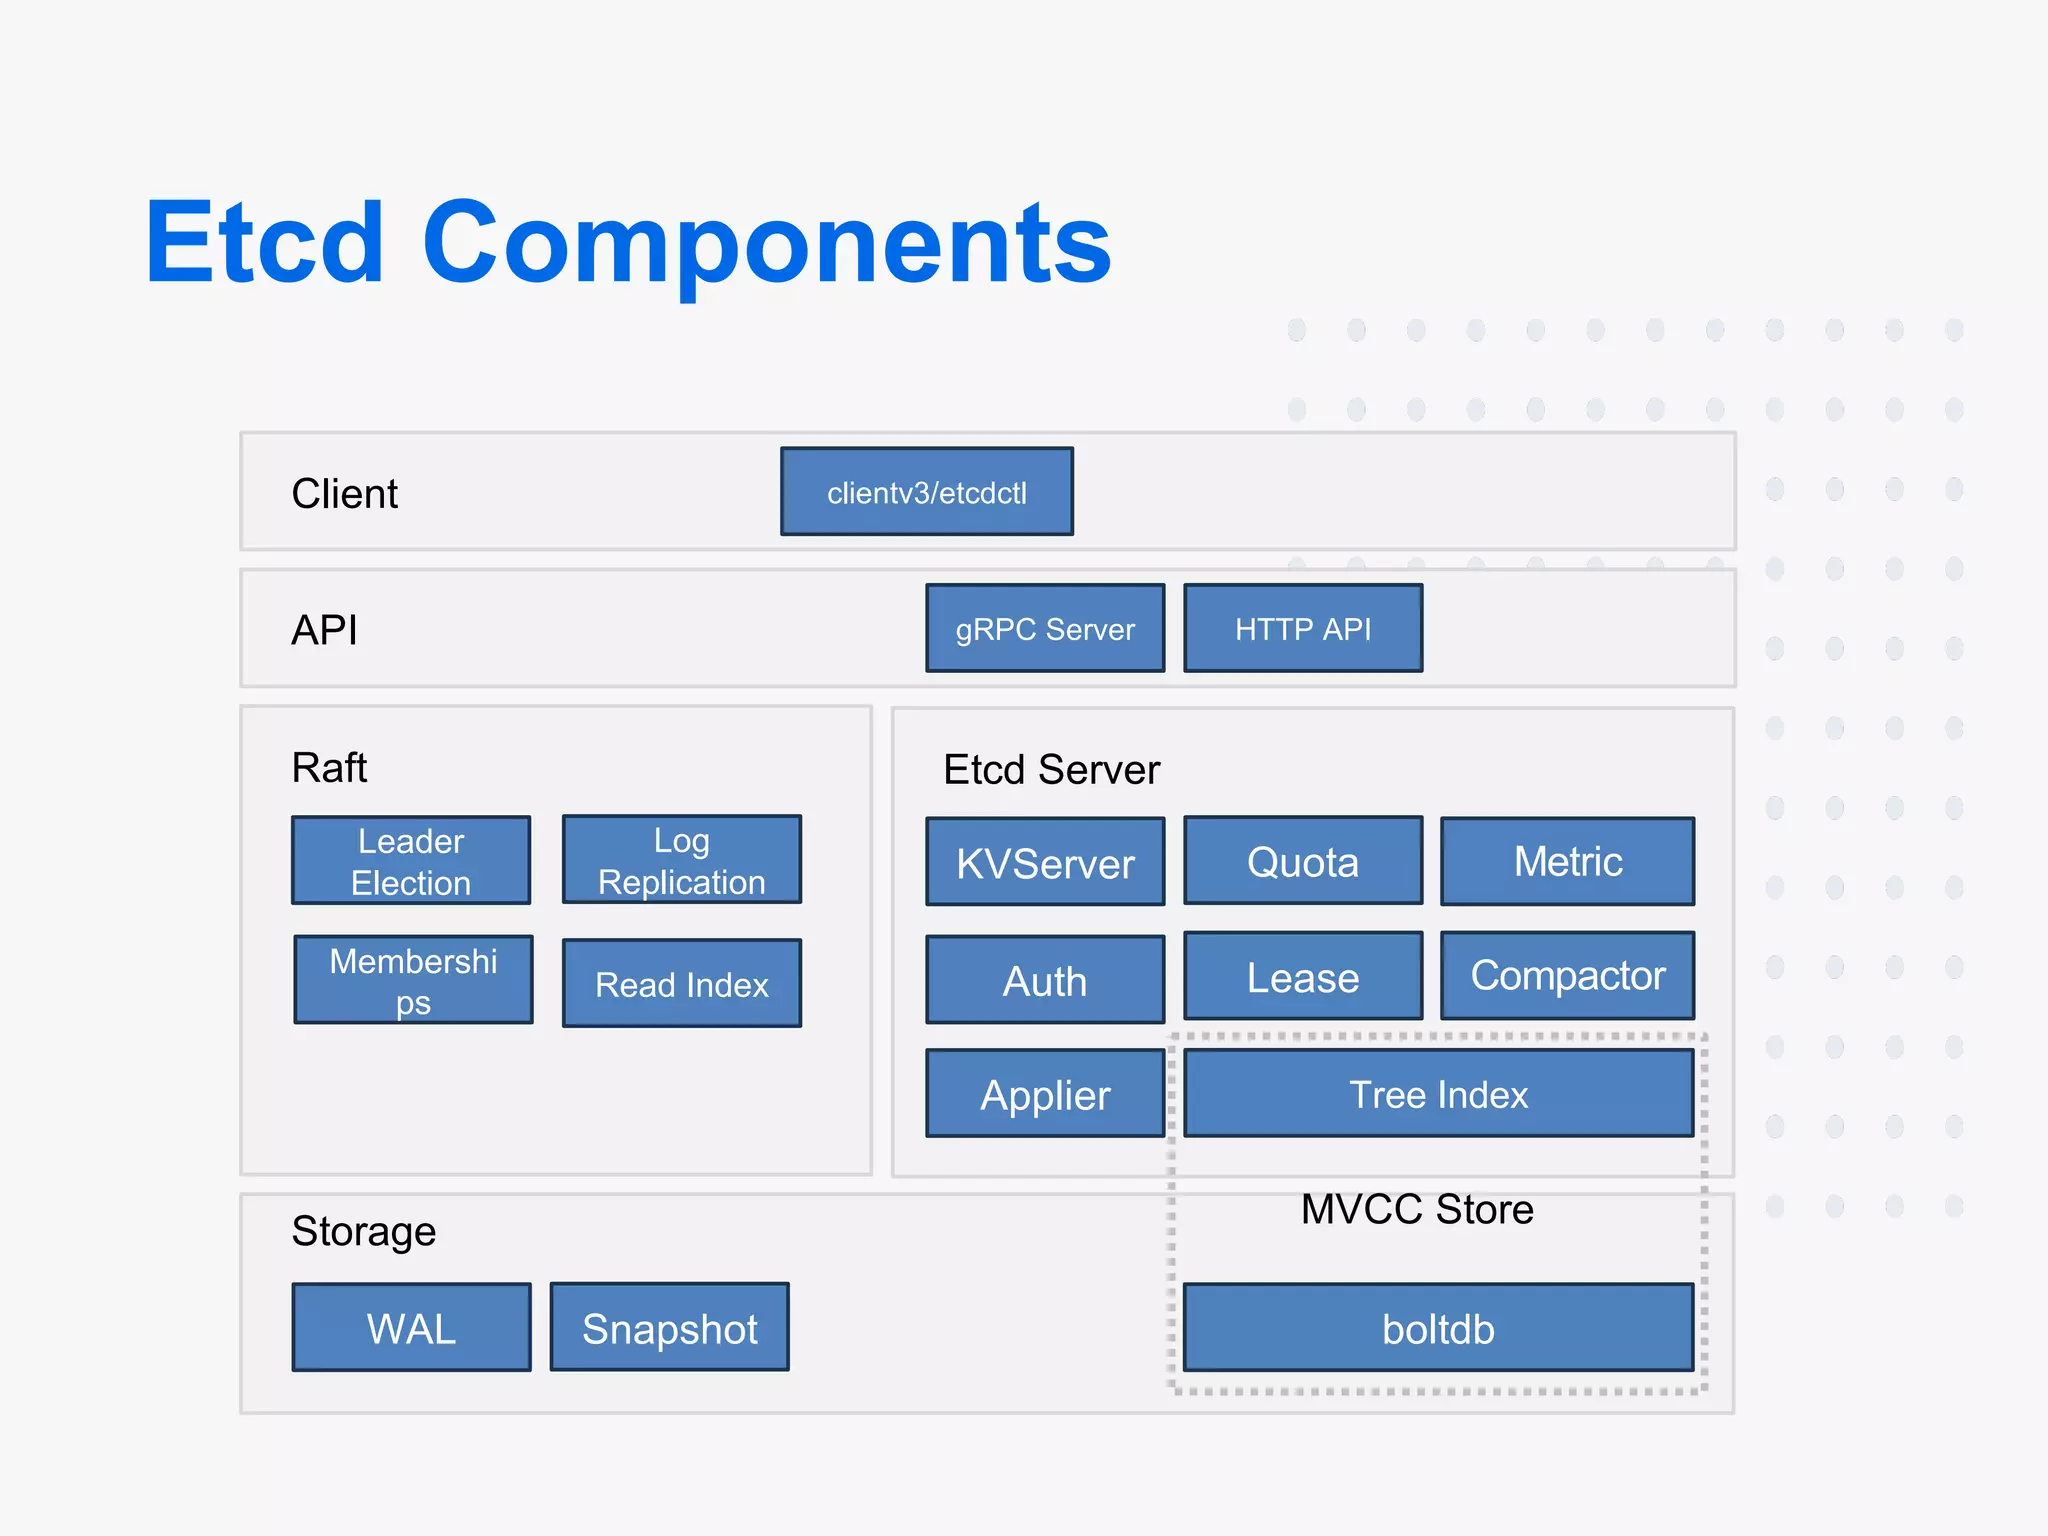 Etcd Components
Client
clientv3/etcdctl
API
gRPC Server
HTTP API
Raft
Leader
Election
Log
Replication
Membershi
ps
Read Index
Etcd Server
KVServer
Quota
Metric
Auth
Lease
Compactor
Applier
Tree Index
MVCC Store
Storage
WAL
Snapshot
boltdb